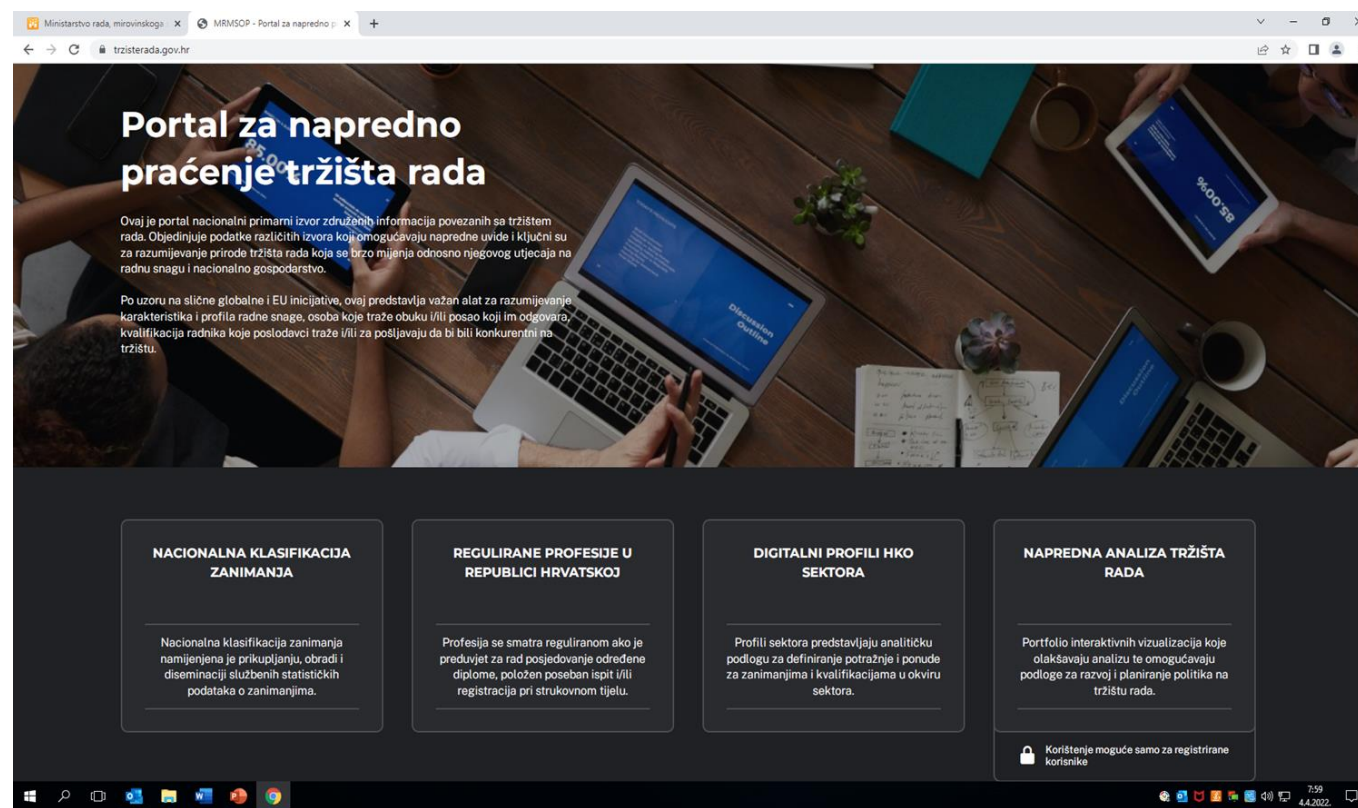 Ministarstvo rada, mirovinskoga
MRMSOP - Portal za napredno p
trzisterada.gov.hr
Portal za napredno
praćenje tržišta rada
Ovaj je portal nacionalni primarni izvor združenih informacija povezanih sa tržištem
rada. Objedinjuje podatke različitih izvora koji omogućavaju napredne uvide i ključni su
za razumijevanje prirode tržišta rada koja se brzo mijenja odnosno njegovog utjecaja na
radnu snagu i nacionalno gospodarstvo.
Po uzoru na slične globalne i EU inicijative, ovaj predstavlja važan alat za razumijevanje
karakteristika i profila radne snage, osoba koje traže obuku i/ili posao koji im odgovara,
kvalifikacija radnika koje poslodavci traže i/ili za pošljavaju da bi bili konkurentni na
tržištu.
85.00%
85.00%
Discussion
Outline
Discussion
Outline
NACIONALNA KLASIFIKACIJA
ZANIMANJA
Nacionalna klasifikacija zanimanja
namijenjena je prikupljanju, obradi i
diseminaciji službenih statističkih
podataka o zanimanjima.
REGULIRANE PROFESIJE U
REPUBLICI HRVATSKOJ
Profesija se smatra reguliranom ako je
preduvjet za rad posjedovanje određene
diplome, položen poseban ispit i/ili
registracija pri strukovnom tijelu.
DIGITALNI PROFILI HKO
SEKTORA
Profili sektora predstavljaju analitičku
podlogu za definiranje potražnje i ponude
za zanimanjima i kvalifikacijama u okviru
sektora.
NAPREDNA ANALIZA TRŽIŠTA
RADA
Portfolio interaktivnih vizualizacija koje
olakšavaju analizu te omogućavaju
podloge za razvoj i planiranje politika na
tržištu rada.
Korištenje moguće samo za registrirane
korisnike
7:59
4.4.2022.